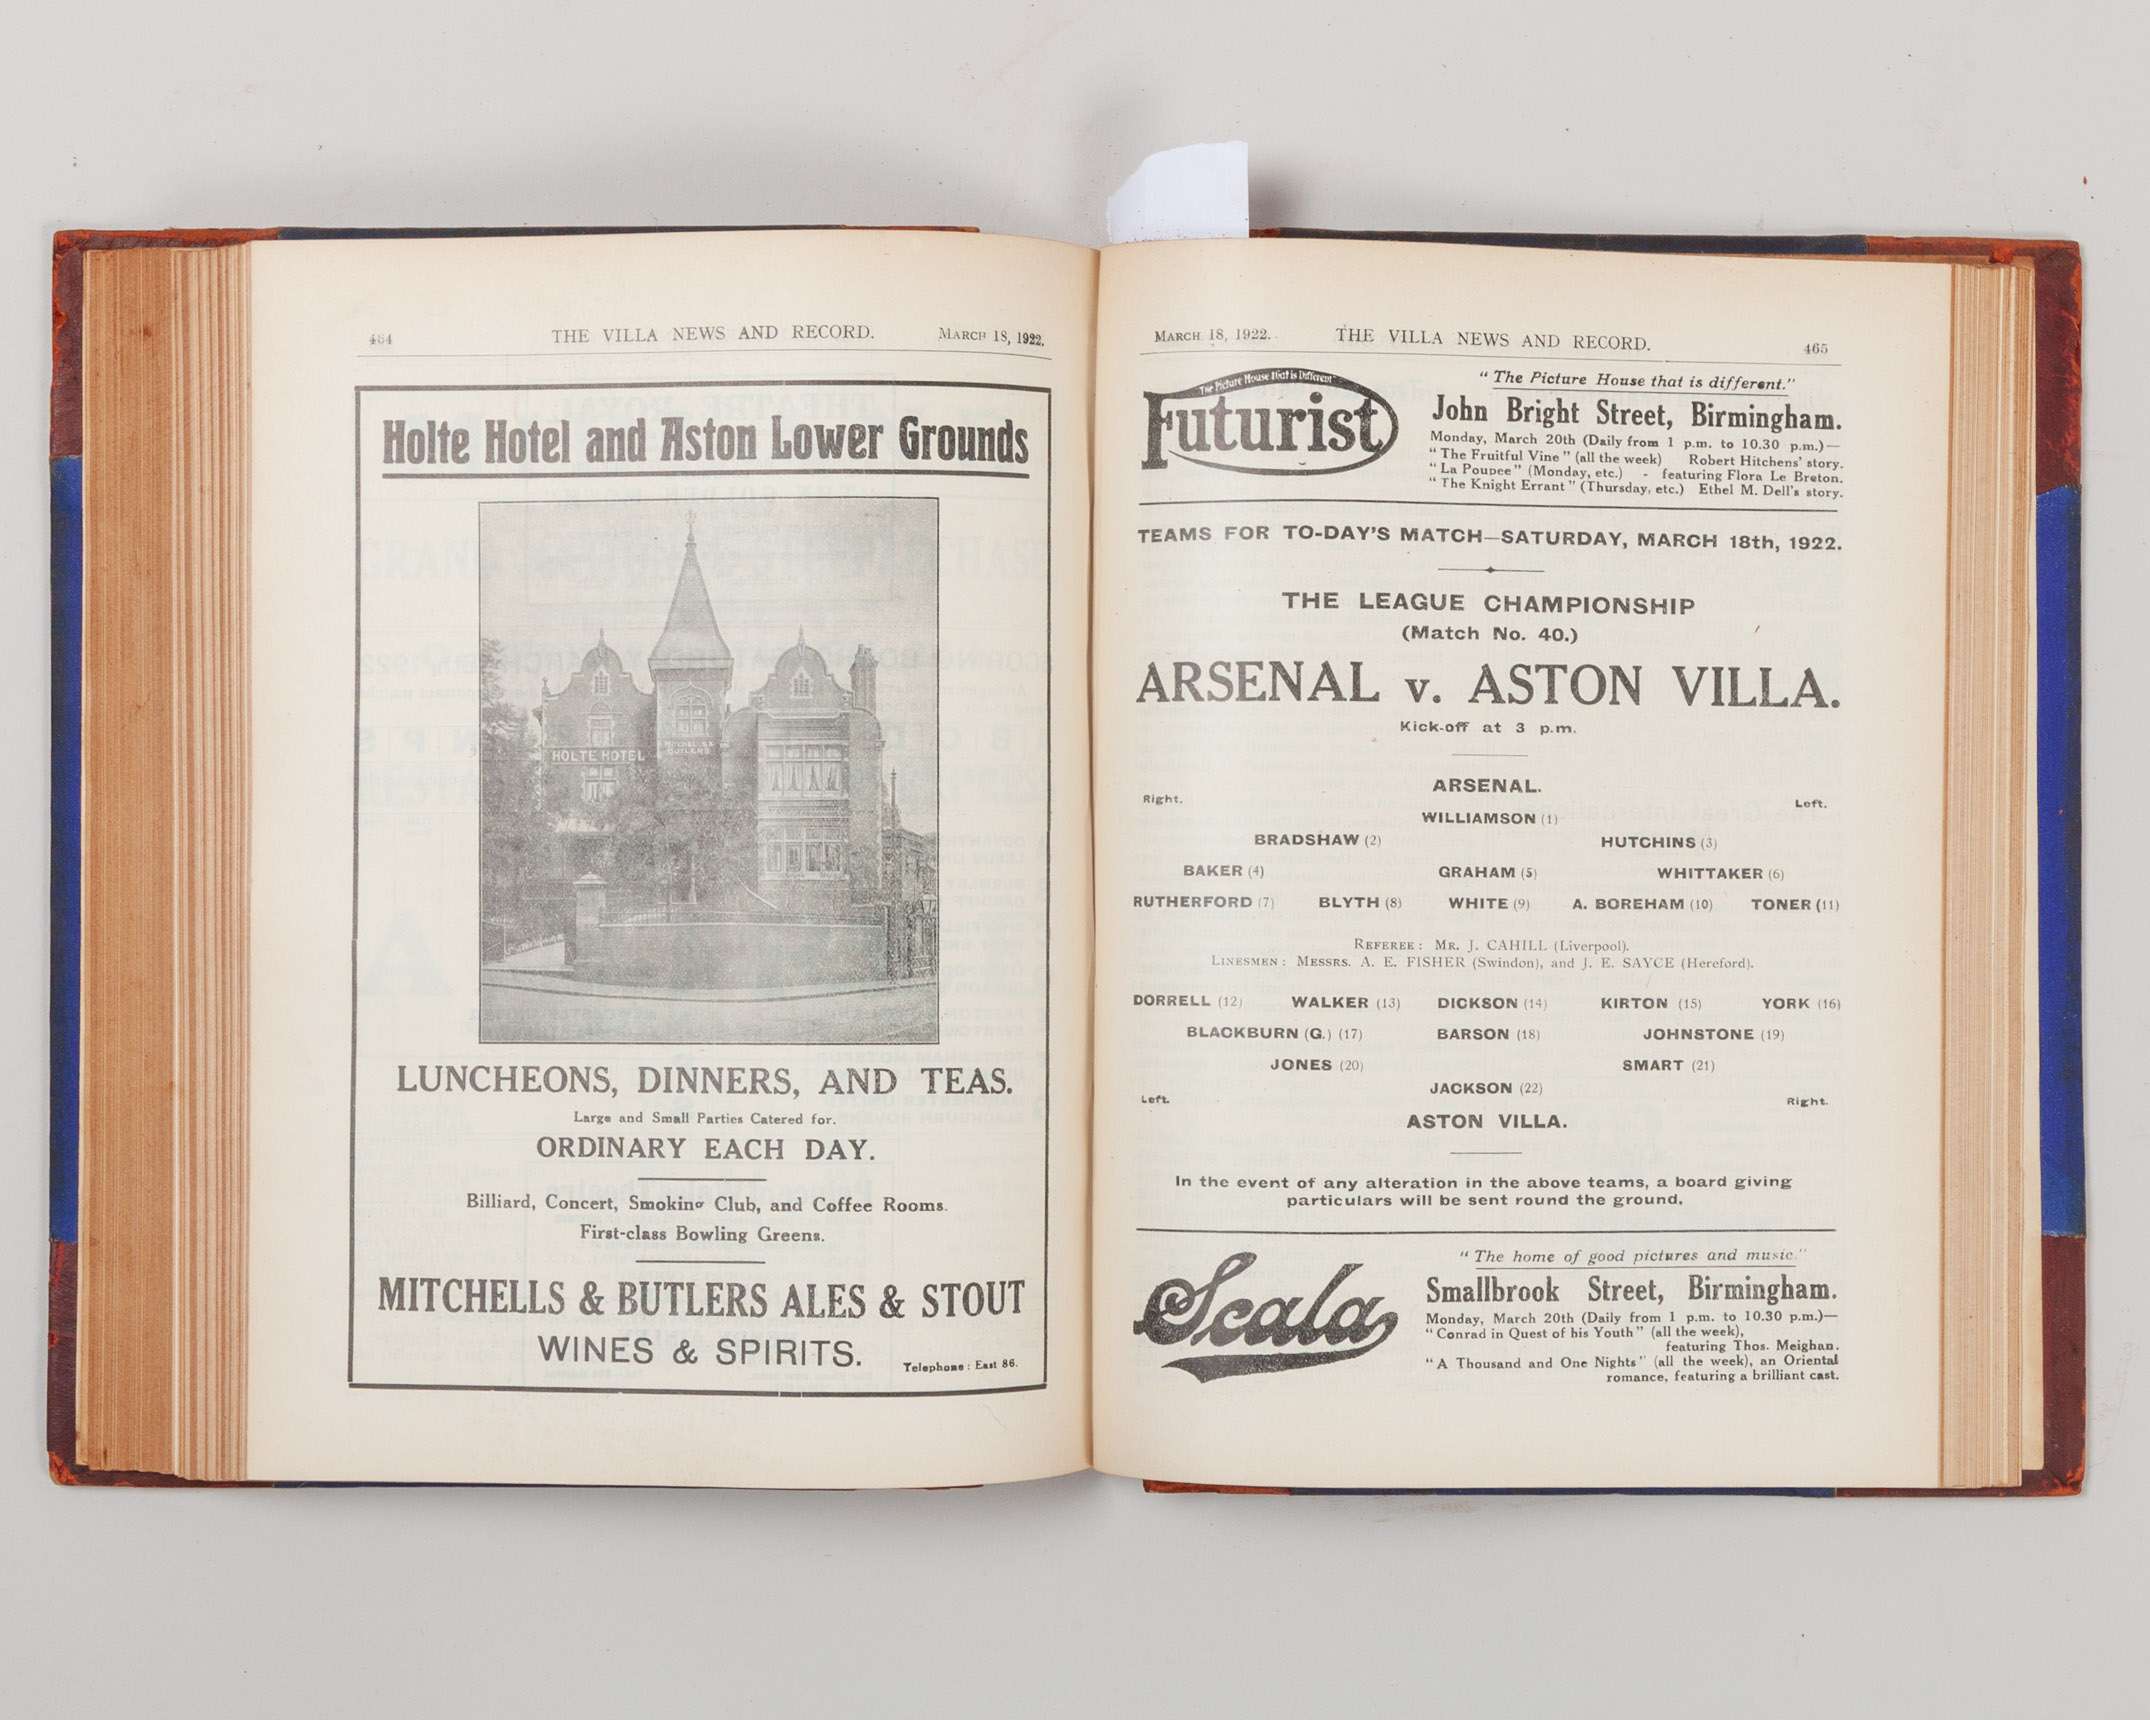 464 THE VILLA NEWS AND RECORD. MARCH 18, 1922.
Holte Hotel and Aston Lower Grounds
HOLTE HOTEL
MITCHELLS & BUTLERS
LUNCHEONS, DINNERS, AND TEAS.
Large and Small Parties Catered for.
ORDINARY EACH DAY.
Billiard, Concert, Smoking Club, and Coffee Rooms.
First-class Bowling Greens.
MITCHELLS & BUTLERS ALES & STOUT
WINES & SPIRITS.
Telephone: East 86.
MARCH 18, 1922. THE VILLA NEWS AND RECORD. 465
"The Picture House that is Different"
Futurist
"The Picture House that is different."
John Bright Street, Birmingham.
Monday, March 20th (Daily from 1 p.m. to 10.30 p.m.)—
"The Fruitful Vine" (all the week) Robert Hitchens' story.
"La Poupee" (Monday, etc.) - featuring Flora Le Breton.
"The Knight Errant" (Thursday, etc.) Ethel M. Dell's story.
TEAMS FOR TO-DAY'S MATCH—SATURDAY, MARCH 18th, 1922.
THE LEAGUE CHAMPIONSHIP
(Match No. 40.)
ARSENAL v. ASTON VILLA.
Kick-off at 3 p.m.
ARSENAL.
Right. Left.
WILLIAMSON (1)
BRADSHAW (2) HUTCHINS (3)
BAKER (4) GRAHAM (5) WHITTAKER (6)
RUTHERFORD (7) BLYTH (8) WHITE (9) A. BOREHAM (10) TONER (11)
REFEREE: MR. J. CAHILL (Liverpool).
LINESMEN: MESSRS. A. E. FISHER (Swindon), and J. E. SAYCE (Hereford).
DORRELL (12) WALKER (13) DICKSON (14) KIRTON (15) YORK (16)
BLACKBURN (G.) (17) BARSON (18) JOHNSTONE (19)
JONES (20) SMART (21)
JACKSON (22)
Left. Right.
ASTON VILLA.
In the event of any alteration in the above teams, a board giving
particulars will be sent round the ground.
Scala
"The home of good pictures and music."
Smallbrook Street, Birmingham.
Monday, March 20th (Daily from 1 p.m. to 10.30 p.m.)—
"Conrad in Quest of his Youth" (all the week),
featuring Thos. Meighan.
"A Thousand and One Nights" (all the week), an Oriental
romance, featuring a brilliant cast.